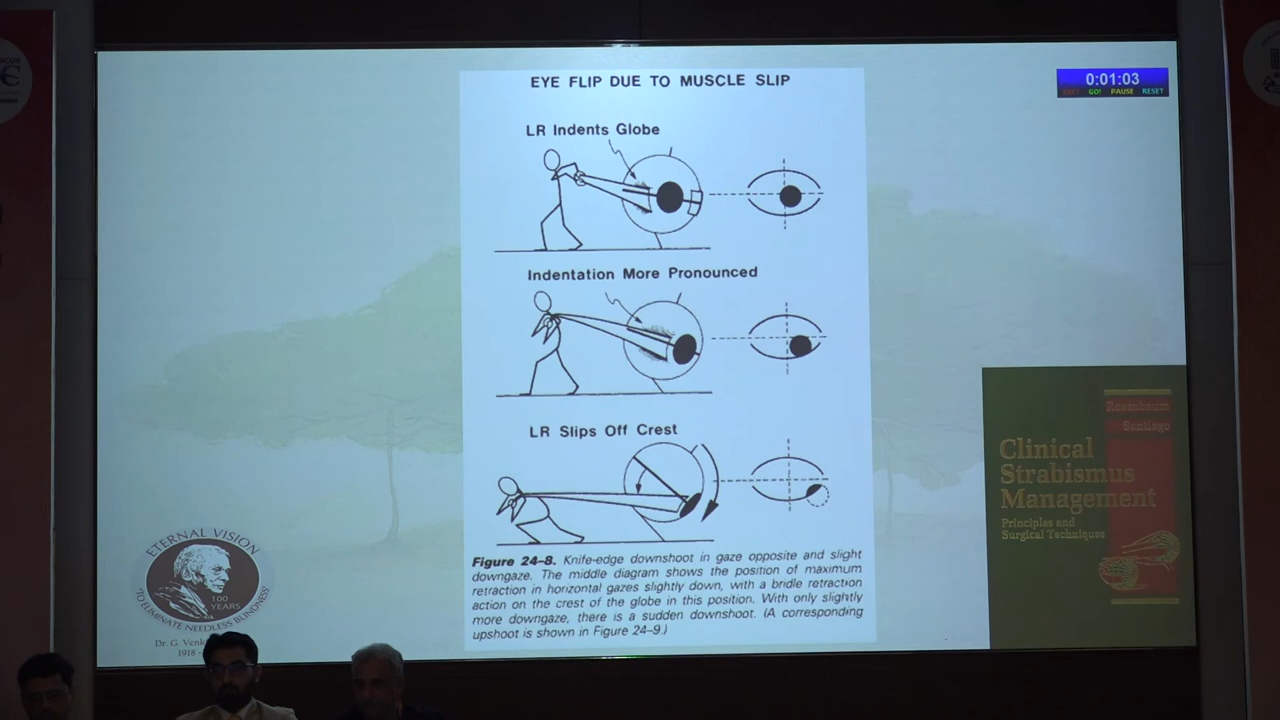 EYE FLIP DUE TO MUSCLE SLIP
0:01:03
EXIT GO! PAUSE RESET
LR Indents Globe
Indentation More Pronounced
LR Slips Off Crest
Figure 24–8. Knife-edge downshoot in gaze opposite and slight
downgaze. The middle diagram shows the position of maximum
retraction in horizontal gazes slightly down, with a bridle retraction
action on the crest of the globe in this position. With only slightly
more downgaze, there is a sudden downshoot. (A corresponding
upshoot is shown in Figure 24–9.)
Rosenbaum
Santiago
Clinical
Strabismus
Management
Principles and
Surgical Techniques
ETERNAL VISION
100
YEARS
"TO ELIMINATE NEEDLESS BLINDNESS"
Dr. G.
1918 -